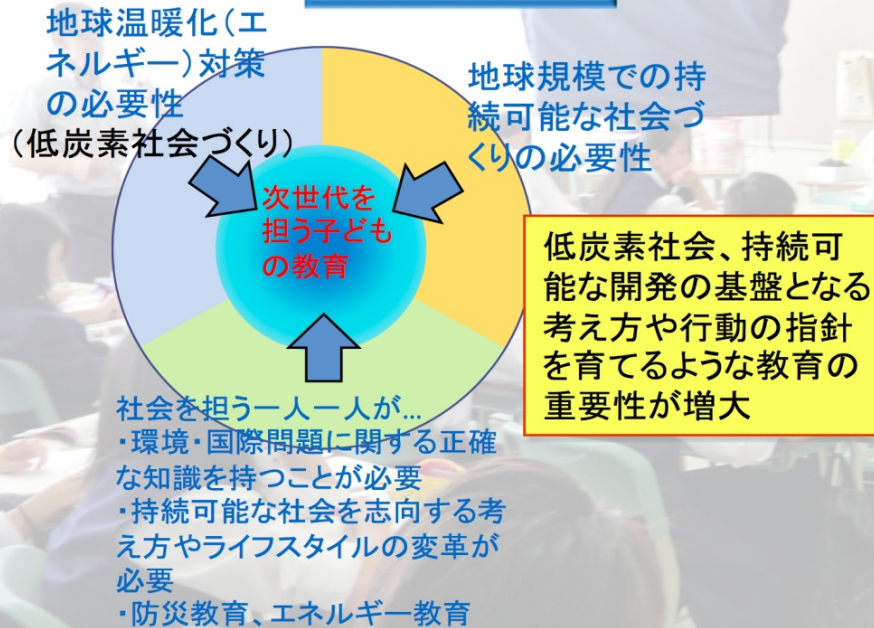 地球温暖化(エ
ネルギー)対策
の必要性
(低炭素社会づくり)
地球規模での持
続可能な社会づ
くりの必要性
次世代を
担う子ども
の教育
低炭素社会、持続可
能な開発の基盤となる
考え方や行動の指針
を育てるような教育の
重要性が増大
社会を担う一人一人が...
・環境・国際問題に関する正確
な知識を持つことが必要
・持続可能な社会を志向する考
え方やライフスタイルの変革が
必要
・防災教育、エネルギー教育